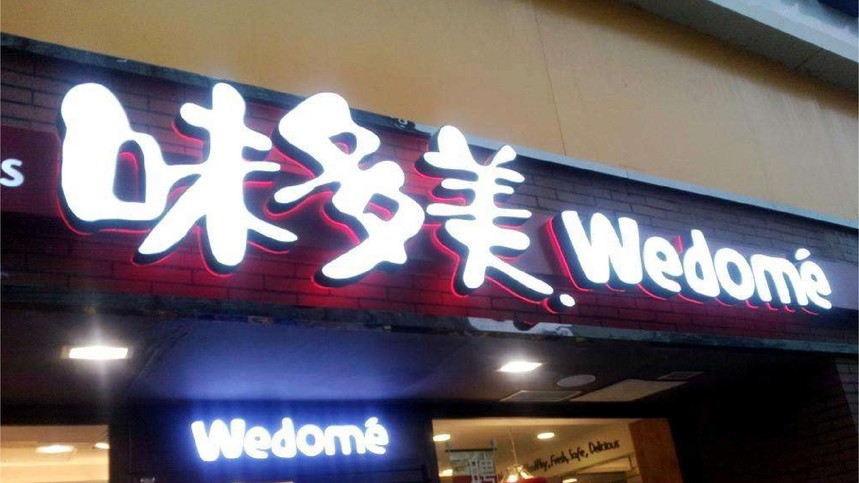 味多美 Wedomé
Wedomé
Fresh, Safe, Delicious